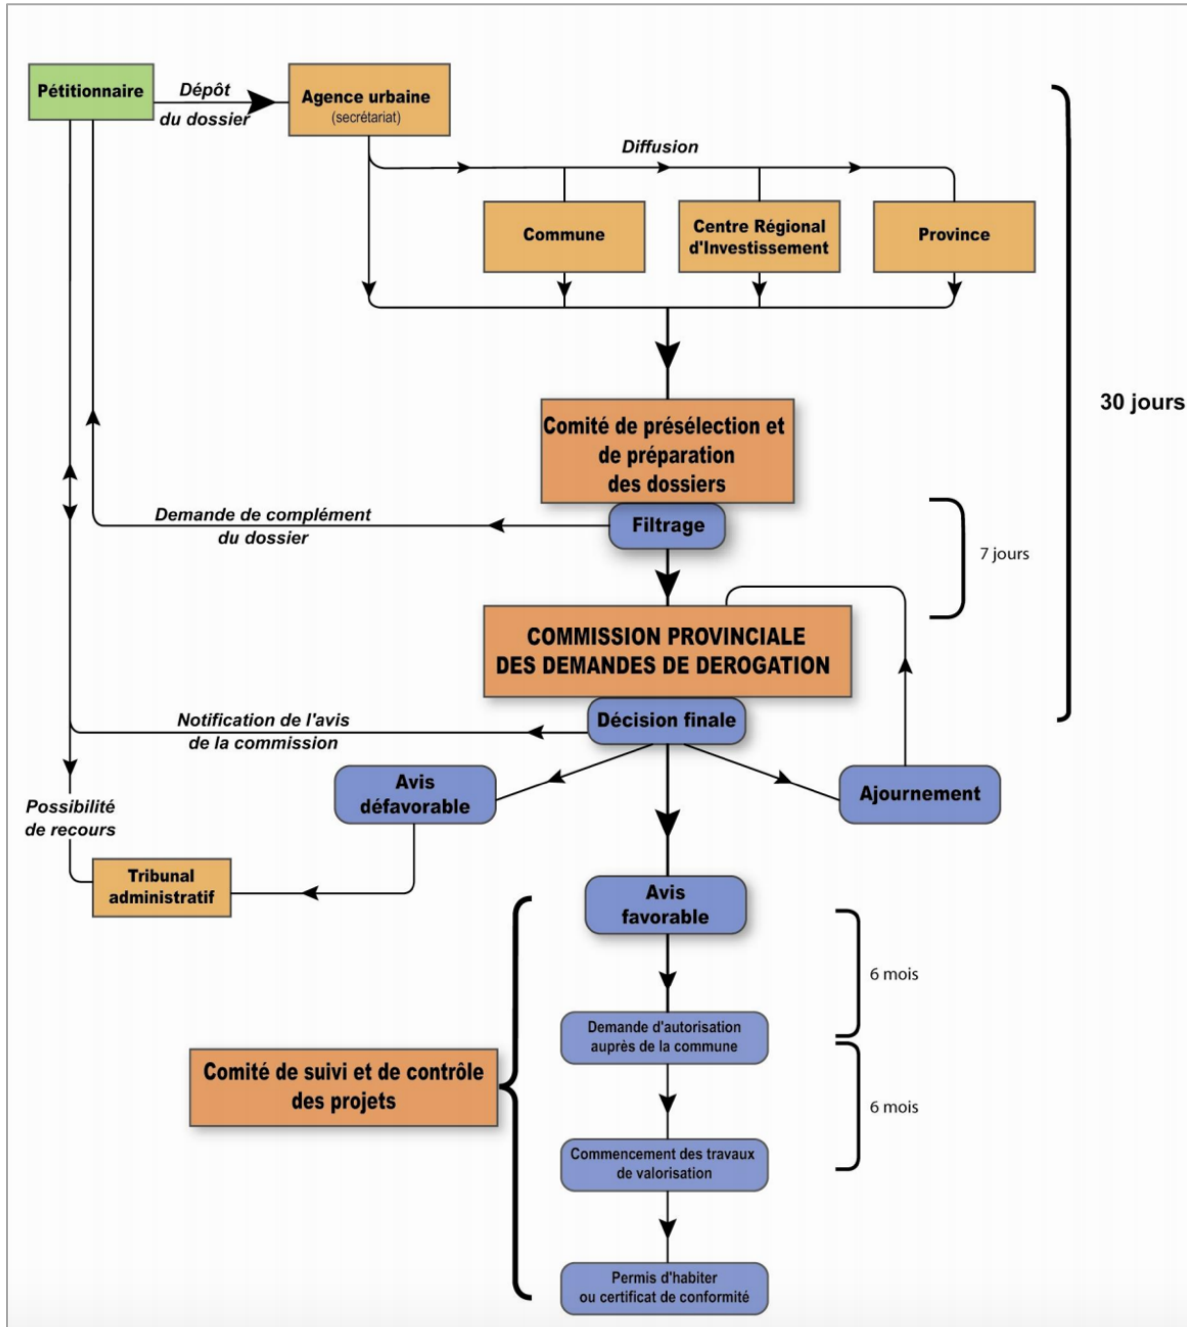 Pétitionnaire
Dépôt
du dossier
Agence urbaine
(secrétariat)
Diffusion
Commune
Centre Régional
d'Investissement
Province
30 jours
Comité de présélection et
de préparation
des dossiers
Filtrage
Demande de complément
du dossier
7 jours
COMMISSION PROVINCIALE
DES DEMANDES DE DEROGATION
Décision finale
Notification de l'avis
de la commission
Avis
défavorable
Ajournement
Possibilité
de recours
Tribunal
administratif
Avis
favorable
6 mois
Demande d'autorisation
auprès de la commune
Comité de suivi et de contrôle
des projets
6 mois
Commencement des travaux
de valorisation
Permis d'habiter
ou certificat de conformité